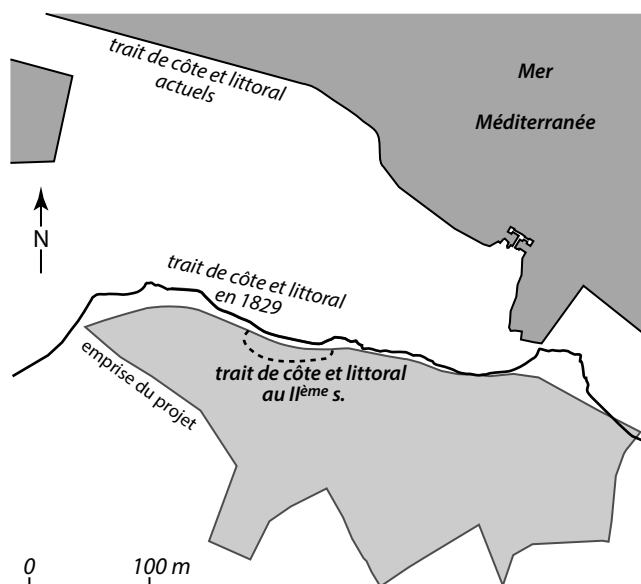 trait de côte et littoral
actuels
Mer
Méditerranée
N
trait de côte et littoral
en 1829
trait de côte et littoral
au IIème s.
emprise du projet
0 100 m